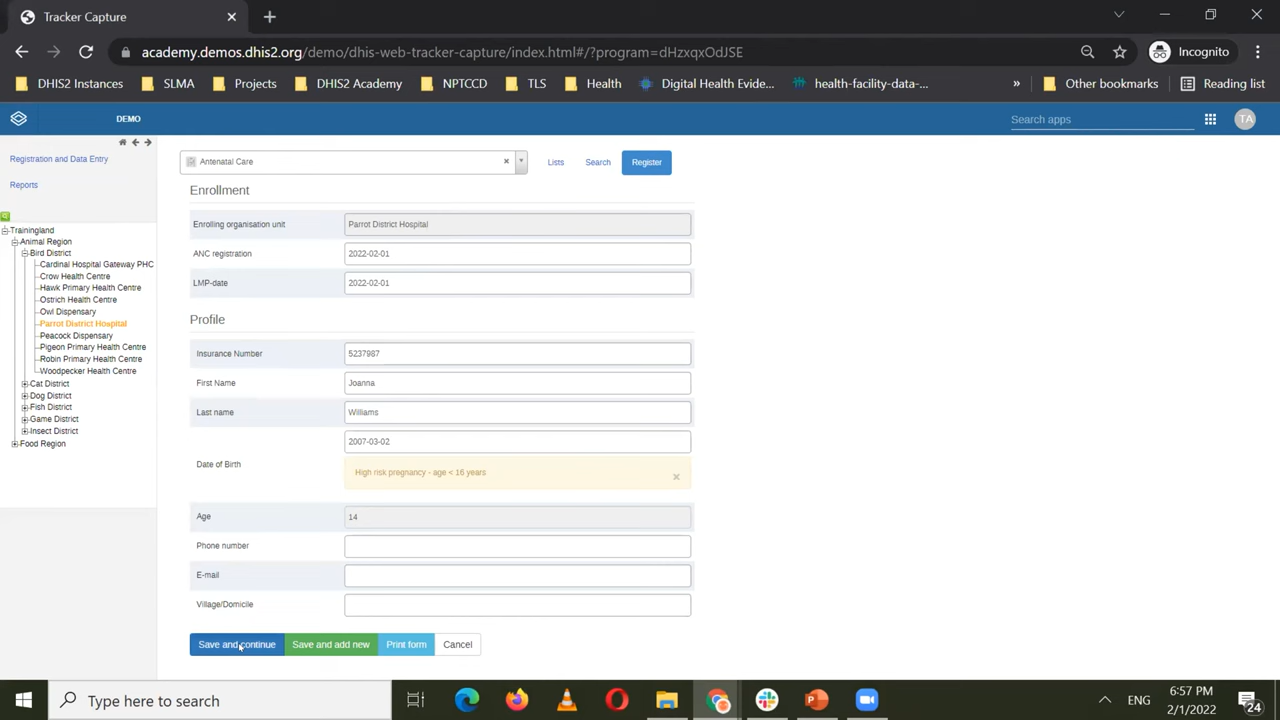 Tracker Capture
academy.demos.dhis2.org/demo/dhis-web-tracker-capture/index.html#/?program=dHzxqxOdJSE
Incognito
DHIS2 Instances SLMA Projects DHIS2 Academy NPTCCD TLS Health Digital Health Evide... health-facility-data-... » Other bookmarks Reading list
DEMO
Search apps
TA
Registration and Data Entry
Reports
Trainingland
Animal Region
Bird District
Cardinal Hospital Gateway PHC
Crow Health Centre
Hawk Primary Health Centre
Ostrich Health Centre
Owl Dispensary
Parrot District Hospital
Peacock Dispensary
Pigeon Primary Health Centre
Robin Primary Health Centre
Woodpecker Health Centre
Cat District
Dog District
Fish District
Game District
Insect District
Food Region
Antenatal Care
Lists Search Register
Enrollment
Enrolling organisation unit Parrot District Hospital
ANC registration 2022-02-01
LMP-date 2022-02-01
Profile
Insurance Number 5237987
First Name Joanna
Last name Williams
2007-03-02
Date of Birth
High risk pregnancy - age < 16 years
Age 14
Phone number
E-mail
Village/Domicile
Save and continue Save and add new Print form Cancel
Type here to search
ENG
6:57 PM
2/1/2022
24